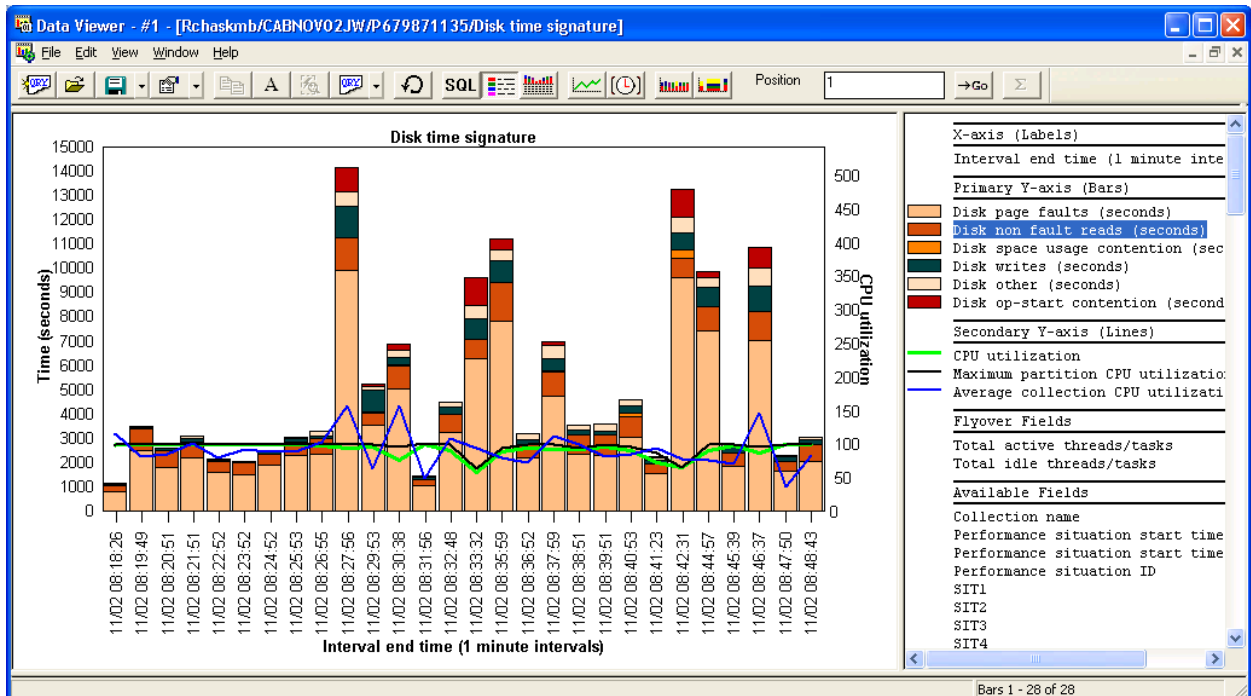 Data Viewer - #1 - [Rchaskmb/CABNOV02JW/P679871135/Disk time signature]
File Edit View Window Help
QRY A QRY SQL Position 1 →Go Σ
Disk time signature
15000
14000
13000
12000
11000
10000
9000
8000
7000
6000
5000
4000
3000
2000
1000
0
Time (seconds)
500
450
400
350
300
250
200
150
100
50
0
CPU utilization
11/02 08:18:26
11/02 08:19:49
11/02 08:20:51
11/02 08:21:51
11/02 08:22:52
11/02 08:23:52
11/02 08:24:52
11/02 08:25:53
11/02 08:26:55
11/02 08:27:56
11/02 08:29:53
11/02 08:30:38
11/02 08:31:56
11/02 08:32:48
11/02 08:33:32
11/02 08:35:59
11/02 08:36:52
11/02 08:37:59
11/02 08:38:51
11/02 08:39:51
11/02 08:40:53
11/02 08:41:23
11/02 08:42:31
11/02 08:44:57
11/02 08:45:39
11/02 08:46:37
11/02 08:47:50
11/02 08:48:43
Interval end time (1 minute intervals)
X-axis (Labels)
Interval end time (1 minute inte
Primary Y-axis (Bars)
Disk page faults (seconds)
Disk non fault reads (seconds)
Disk space usage contention (sec
Disk writes (seconds)
Disk other (seconds)
Disk op-start contention (second
Secondary Y-axis (Lines)
CPU utilization
Maximum partition CPU utilizatio
Average collection CPU utilizati
Flyover Fields
Total active threads/tasks
Total idle threads/tasks
Available Fields
Collection name
Performance situation start time
Performance situation start time
Performance situation ID
SIT1
SIT2
SIT3
SIT4
Bars 1 - 28 of 28